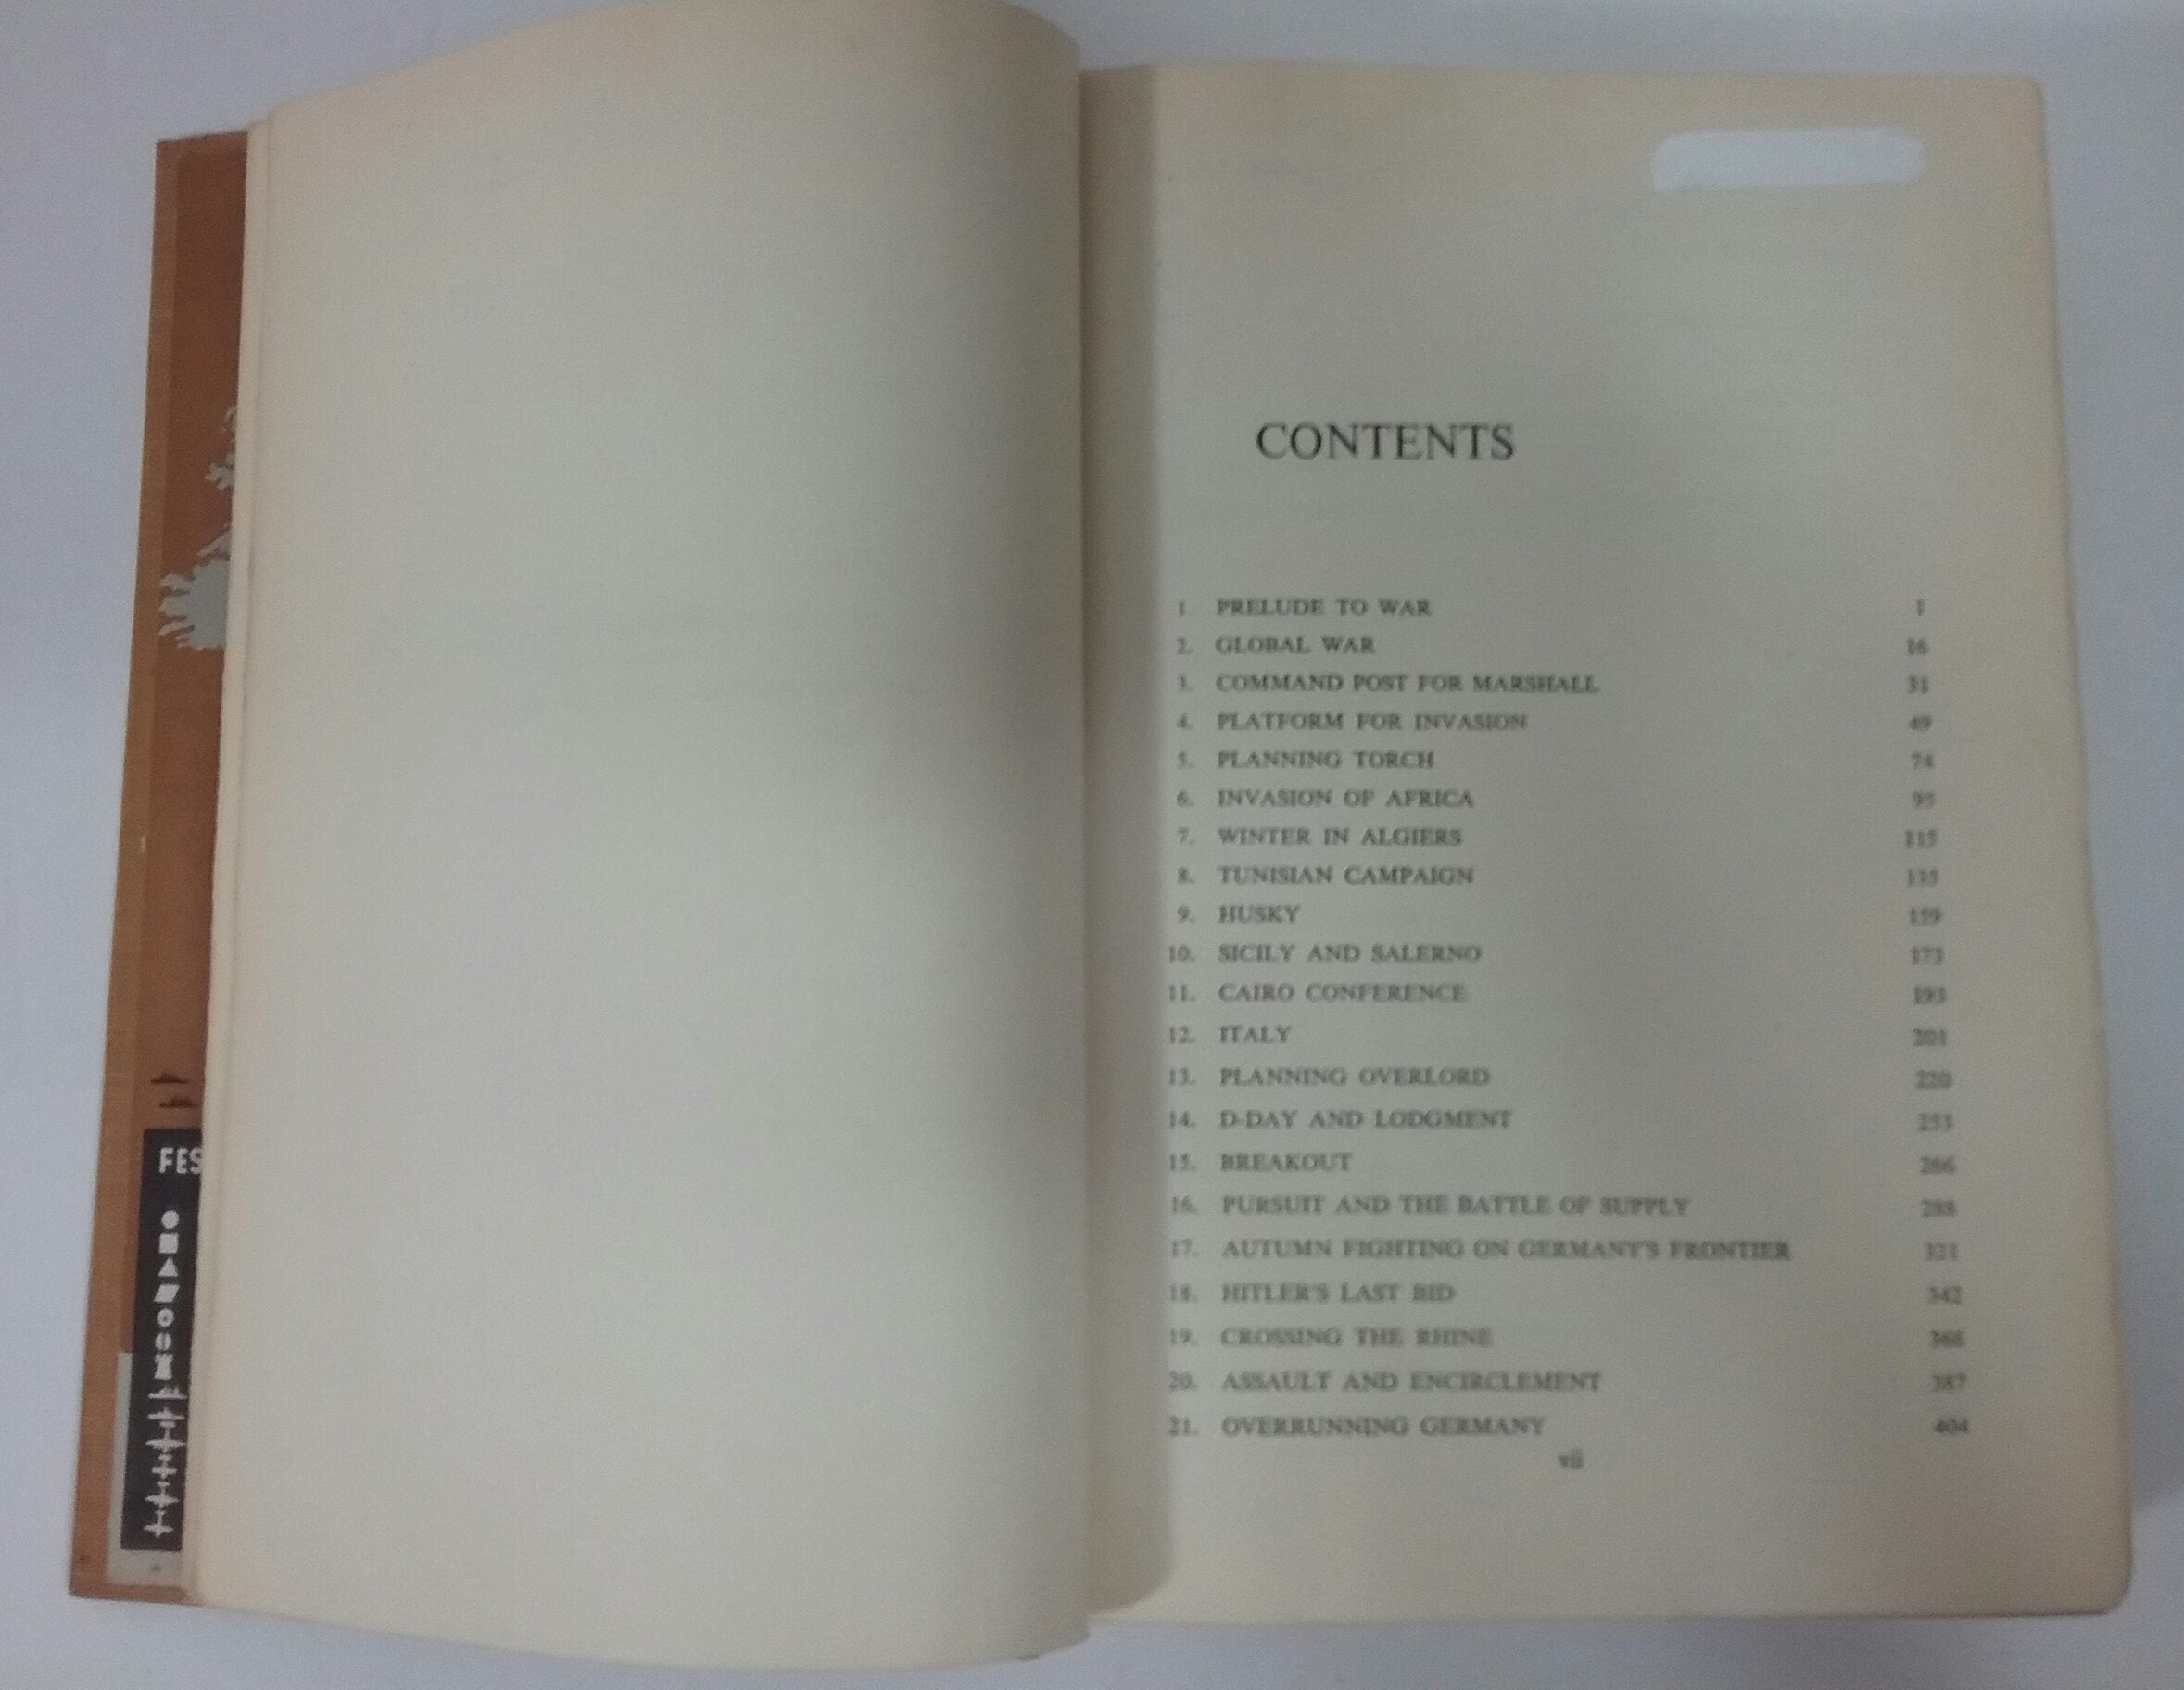 CONTENTS
1 PRELUDE TO WAR 1
2. GLOBAL WAR 16
3. COMMAND POST FOR MARSHALL 31
4. PLATFORM FOR INVASION 49
5. PLANNING TORCH 74
6. INVASION OF AFRICA 95
7. WINTER IN ALGIERS 115
8. TUNISIAN CAMPAIGN 135
9. HUSKY 159
10. SICILY AND SALERNO 173
11. CAIRO CONFERENCE 193
12. ITALY 201
13. PLANNING OVERLORD 220
14. D-DAY AND LODGMENT 253
15. BREAKOUT 266
16. PURSUIT AND THE BATTLE OF SUPPLY 288
17. AUTUMN FIGHTING ON GERMANY'S FRONTIER 321
18. HITLER'S LAST BID 342
19. CROSSING THE RHINE 366
20. ASSAULT AND ENCIRCLEMENT 387
21. OVERRUNNING GERMANY 404
vii
FES